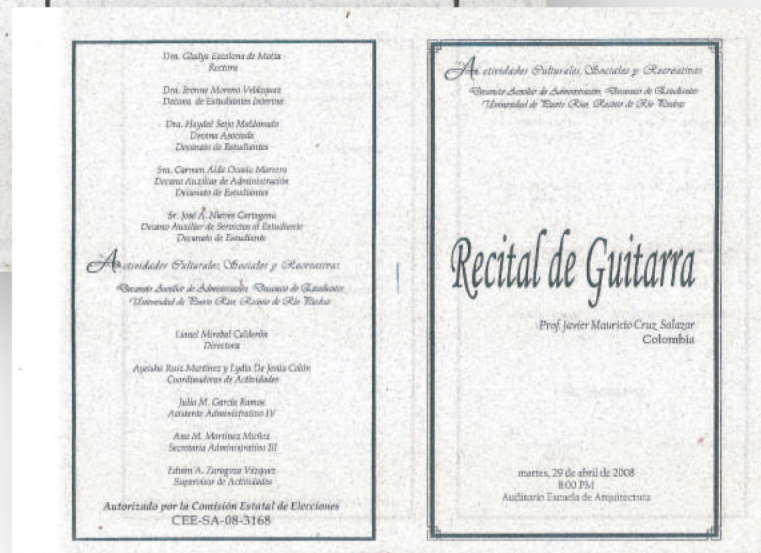 Dra. Gladys Escalona de Motta
Rectora
Dra. Ivonne Moreno Velázquez
Decana de Estudiantes Interina
Dra. Haydeé Seijo Maldonado
Decana Asociada
Decanato de Estudiantes
Sra. Carmen Aida Ocasio Marrero
Decana Auxiliar de Administración
Decanato de Estudiantes
Sr. José A. Nieves Cartagena
Decano Auxiliar de Servicios al Estudiante
Decanato de Estudiante
Actividades Culturales, Sociales y Recreativas
Decanato Auxiliar de Administración, Decanato de Estudiantes
Universidad de Puerto Rico, Recinto de Río Piedras
Lionel Mirabal Calderón
Directora
Ayeisha Ruiz Martínez y Lydia De Jesús Colón
Coordinadoras de Actividades
Julia M. García Ramos
Asistente Administrativo IV
Ana M. Martínez Muñoz
Secretaria Administrativa III
Edwin A. Zaragoza Vázquez
Supervisor de Actividades
Autorizado por la Comisión Estatal de Elecciones
CEE-SA-08-3168
Actividades Culturales, Sociales y Recreativas
Decanato Auxiliar de Administración, Decanato de Estudiantes
Universidad de Puerto Rico, Recinto de Río Piedras
Recital de Guitarra
Prof. Javier Mauricio Cruz Salazar
Colombia
martes, 29 de abril de 2008
8:00 PM
Auditorio Escuela de Arquitectura